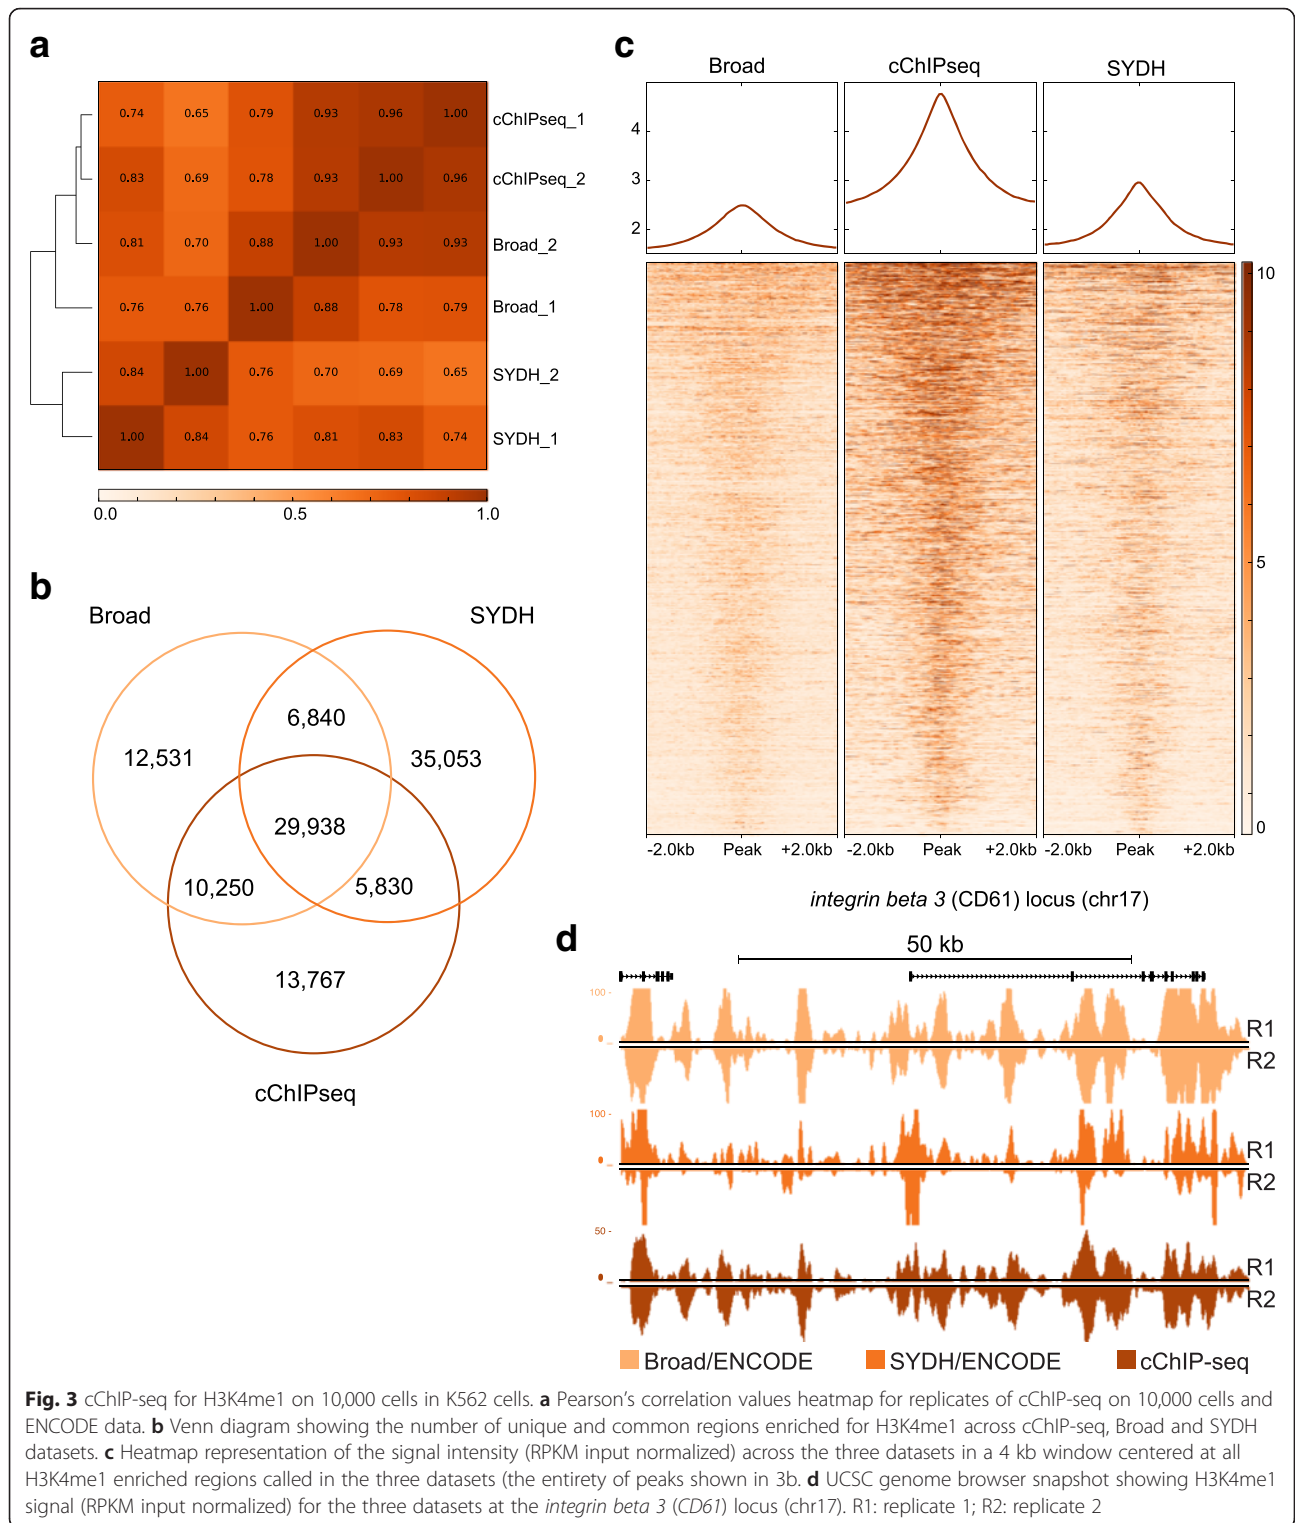 a
0.74 0.65 0.79 0.93 0.96 1.00 cChIPseq_1
0.83 0.69 0.78 0.93 1.00 0.96 cChIPseq_2
0.81 0.70 0.88 1.00 0.93 0.93 Broad_2
0.76 0.76 1.00 0.88 0.78 0.79 Broad_1
0.84 1.00 0.76 0.70 0.69 0.65 SYDH_2
1.00 0.84 0.76 0.81 0.83 0.74 SYDH_1
0.0 0.5 1.0
b
Broad SYDH
6,840
12,531 35,053
29,938
10,250 5,830
13,767
cChIPseq
c
Broad cChIPseq SYDH
4
3
2
10
5
0
-2.0kb Peak +2.0kb -2.0kb Peak +2.0kb -2.0kb Peak +2.0kb
integrin beta 3 (CD61) locus (chr17)
d
50 kb
100 -
R1
0
R2
100 -
R1
0
R2
50 -
R1
0
R2
Broad/ENCODE SYDH/ENCODE cChIP-seq
Fig. 3 cChIP-seq for H3K4me1 on 10,000 cells in K562 cells. a Pearson's correlation values heatmap for replicates of cChIP-seq on 10,000 cells and
ENCODE data. b Venn diagram showing the number of unique and common regions enriched for H3K4me1 across cChIP-seq, Broad and SYDH
datasets. c Heatmap representation of the signal intensity (RPKM input normalized) across the three datasets in a 4 kb window centered at all
H3K4me1 enriched regions called in the three datasets (the entirety of peaks shown in 3b. d UCSC genome browser snapshot showing H3K4me1
signal (RPKM input normalized) for the three datasets at the integrin beta 3 (CD61) locus (chr17). R1: replicate 1; R2: replicate 2